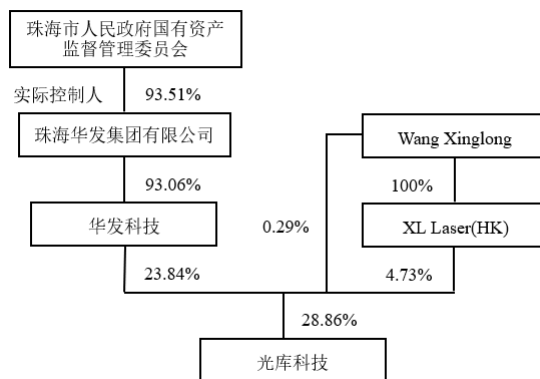 珠海市人民政府国有资产
监督管理委员会
实际控制人
93.51%
珠海华发集团有限公司
Wang Xinglong
93.06%
100%
华发科技
0.29%
XL Laser(HK)
23.84%
4.73%
28.86%
光库科技